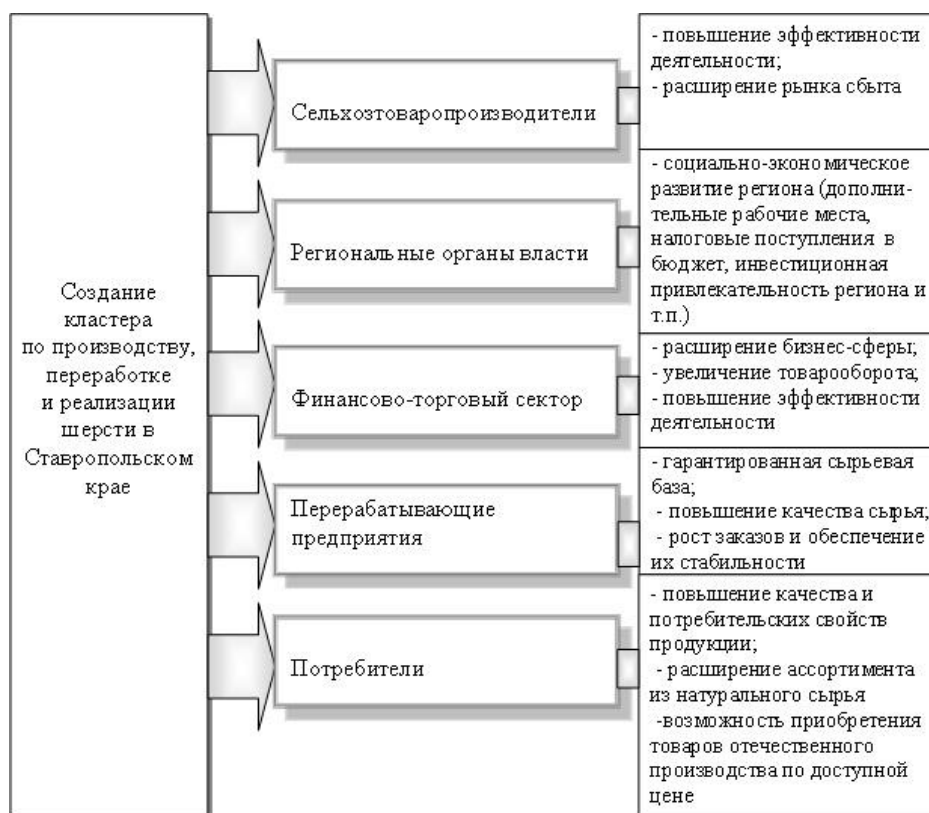 Создание
кластера
по производству,
переработке
и реализации
шерсти в
Ставропольском
крае
Сельхозтоваропроизводители
- повышение эффективности
деятельности;
- расширение рынка сбыта
Региональные органы власти
- социально-экономическое
развитие региона (дополни-
тельные рабочие места,
налоговые поступления в
бюджет, инвестиционная
привлекательность региона и
т.п.)
Финансово-торговый сектор
- расширение бизнес-сферы;
- увеличение товарооборота;
- повышение эффективности
деятельности
Перерабатывающие
предприятия
- гарантированная сырьевая
база;
- повышение качества сырья;
- рост заказов и обеспечение
их стабильности
Потребители
- повышение качества и
потребительских свойств
продукции;
- расширение ассортимента
из натурального сырья
-возможность приобретения
товаров отечественного
производства по доступной
цене